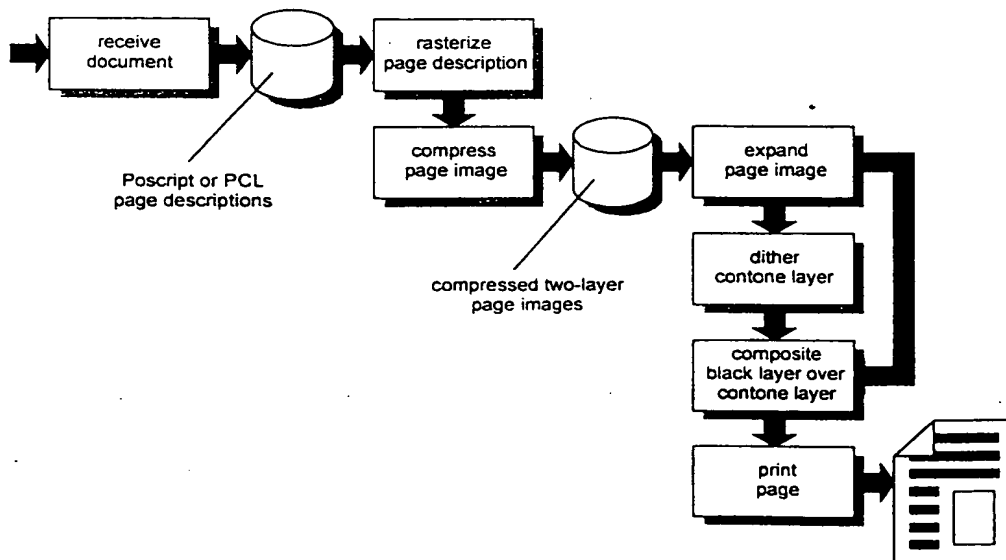 receive
document
rasterize
page description
compress
page image
expand
page image
Poscript or PCL
page descriptions
dither
contone layer
compressed two-layer
page images
composite
black layer over
contone layer
print
page